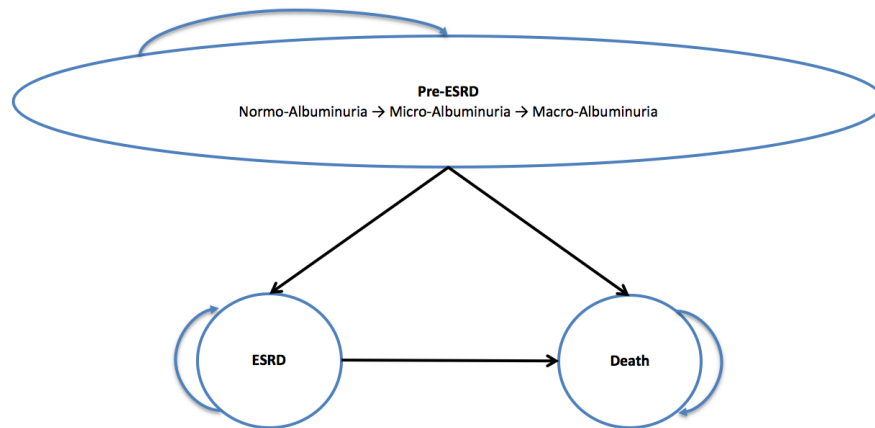 Pre-ESRD
Normo-Albuminuria → Micro-Albuminuria → Macro-Albuminuria
ESRD
Death